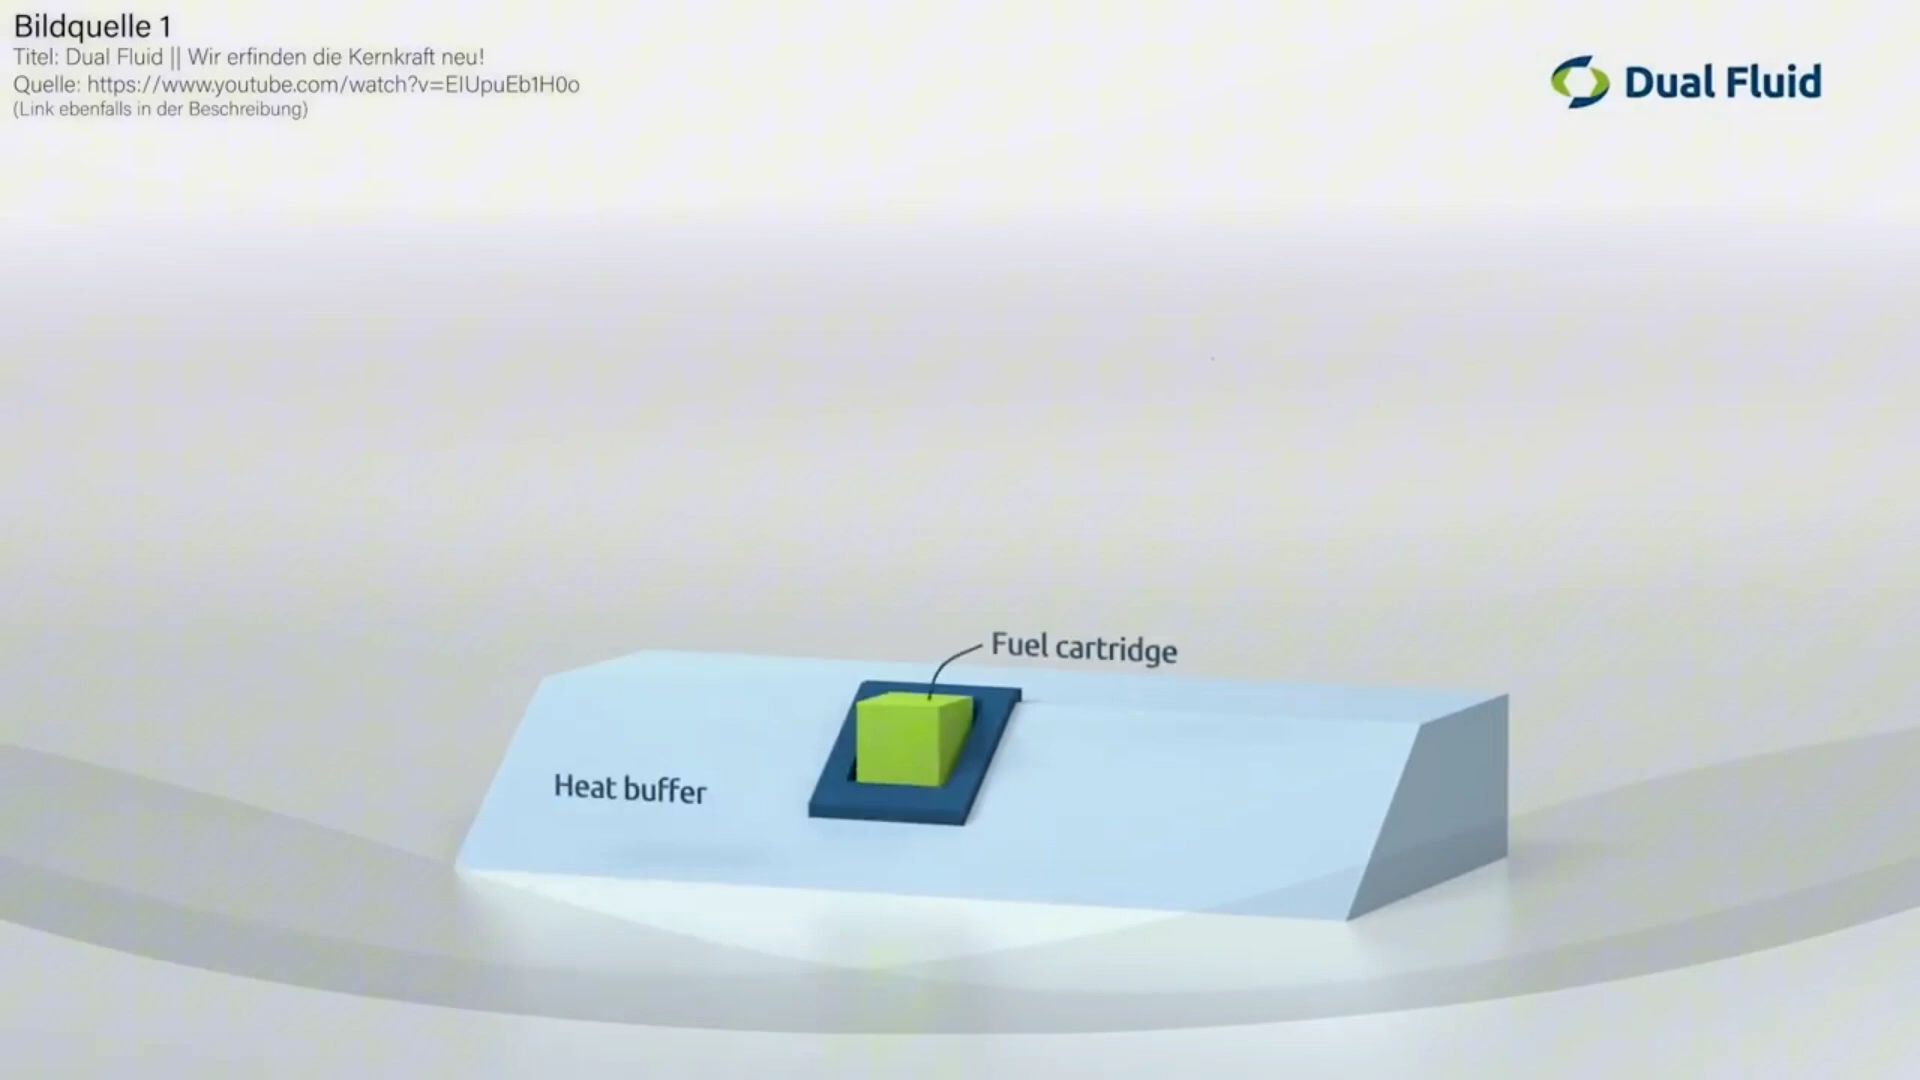 Bildquelle 1
Titel: Dual Fluid || Wir erfinden die Kernkraft neu!
Quelle: https://www.youtube.com/watch?v=EIUpuEb1H0o
(Link ebenfalls in der Beschreibung)
Dual Fluid
Fuel cartridge
Heat buffer